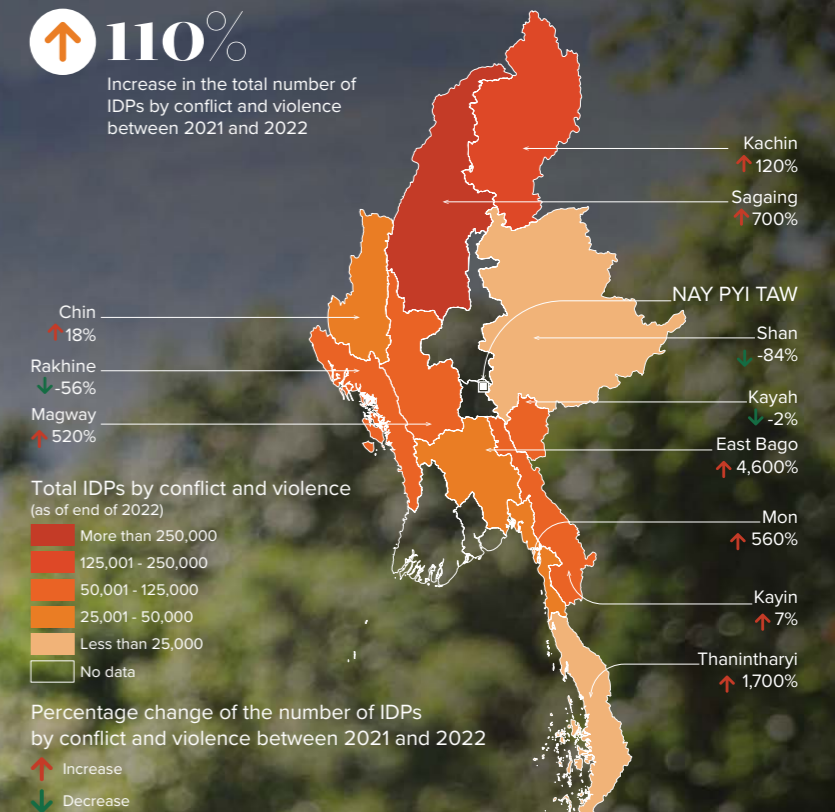 110%
Increase in the total number of
IDPs by conflict and violence
between 2021 and 2022
Kachin
120%
Sagaing
700%
NAY PYI TAW
Shan
-84%
Kayah
-2%
East Bago
4,600%
Mon
560%
Kayin
7%
Thanintharyi
1,700%
Chin
18%
Rakhine
-56%
Magway
520%
Total IDPs by conflict and violence
(as of end of 2022)
More than 250,000
125,001 - 250,000
50,001 - 125,000
25,001 - 50,000
Less than 25,000
No data
Percentage change of the number of IDPs
by conflict and violence between 2021 and 2022
Increase
Decrease